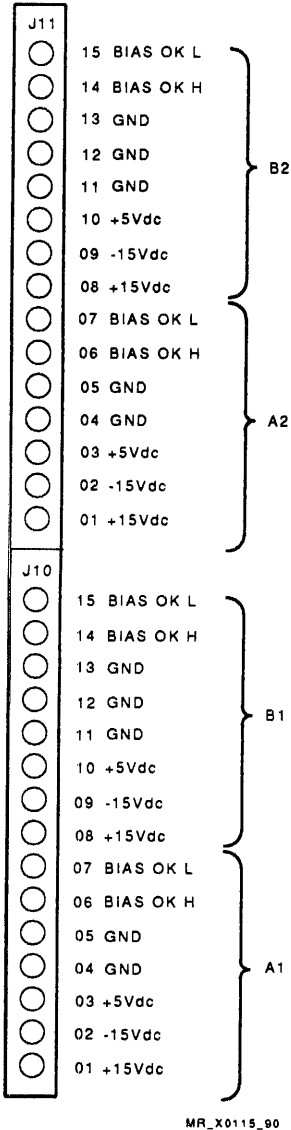 J11
15 BIAS OK L
14 BIAS OK H
13 GND
12 GND
B2
11 GND
10 +5Vdc
09 -15Vdc
08 +15Vdc
07 BIAS OK L
06 BIAS OK H
05 GND
04 GND
A2
03 +5Vdc
02 -15Vdc
01 +15Vdc
J10
15 BIAS OK L
14 BIAS OK H
13 GND
12 GND
B1
11 GND
10 +5Vdc
09 -15Vdc
08 +15Vdc
07 BIAS OK L
06 BIAS OK H
05 GND
04 GND
A1
03 +5Vdc
02 -15Vdc
01 +15Vdc
MR_X0115_90